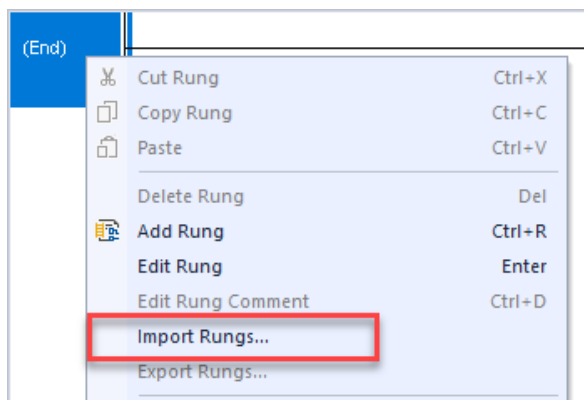 (End)
Cut Rung Ctrl+X
Copy Rung Ctrl+C
Paste Ctrl+V
Delete Rung Del
Add Rung Ctrl+R
Edit Rung Enter
Edit Rung Comment Ctrl+D
Import Rungs...
Export Rungs...